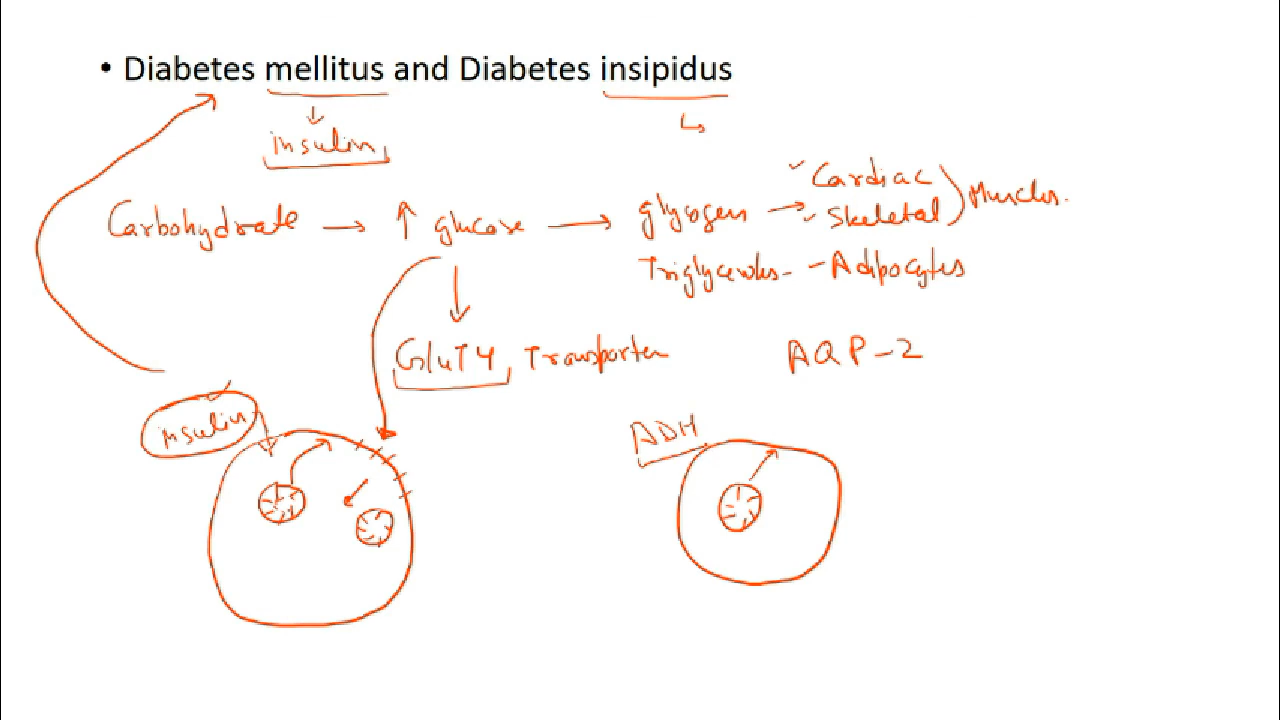 • Diabetes mellitus and Diabetes insipidus
insulin
Carbohydrate → ↑ glucose → glycogen → Cardiac
Skeletal
Muscles.
- Adipocytes
GluT4 Transporter
AQP-2
insulin
ADH